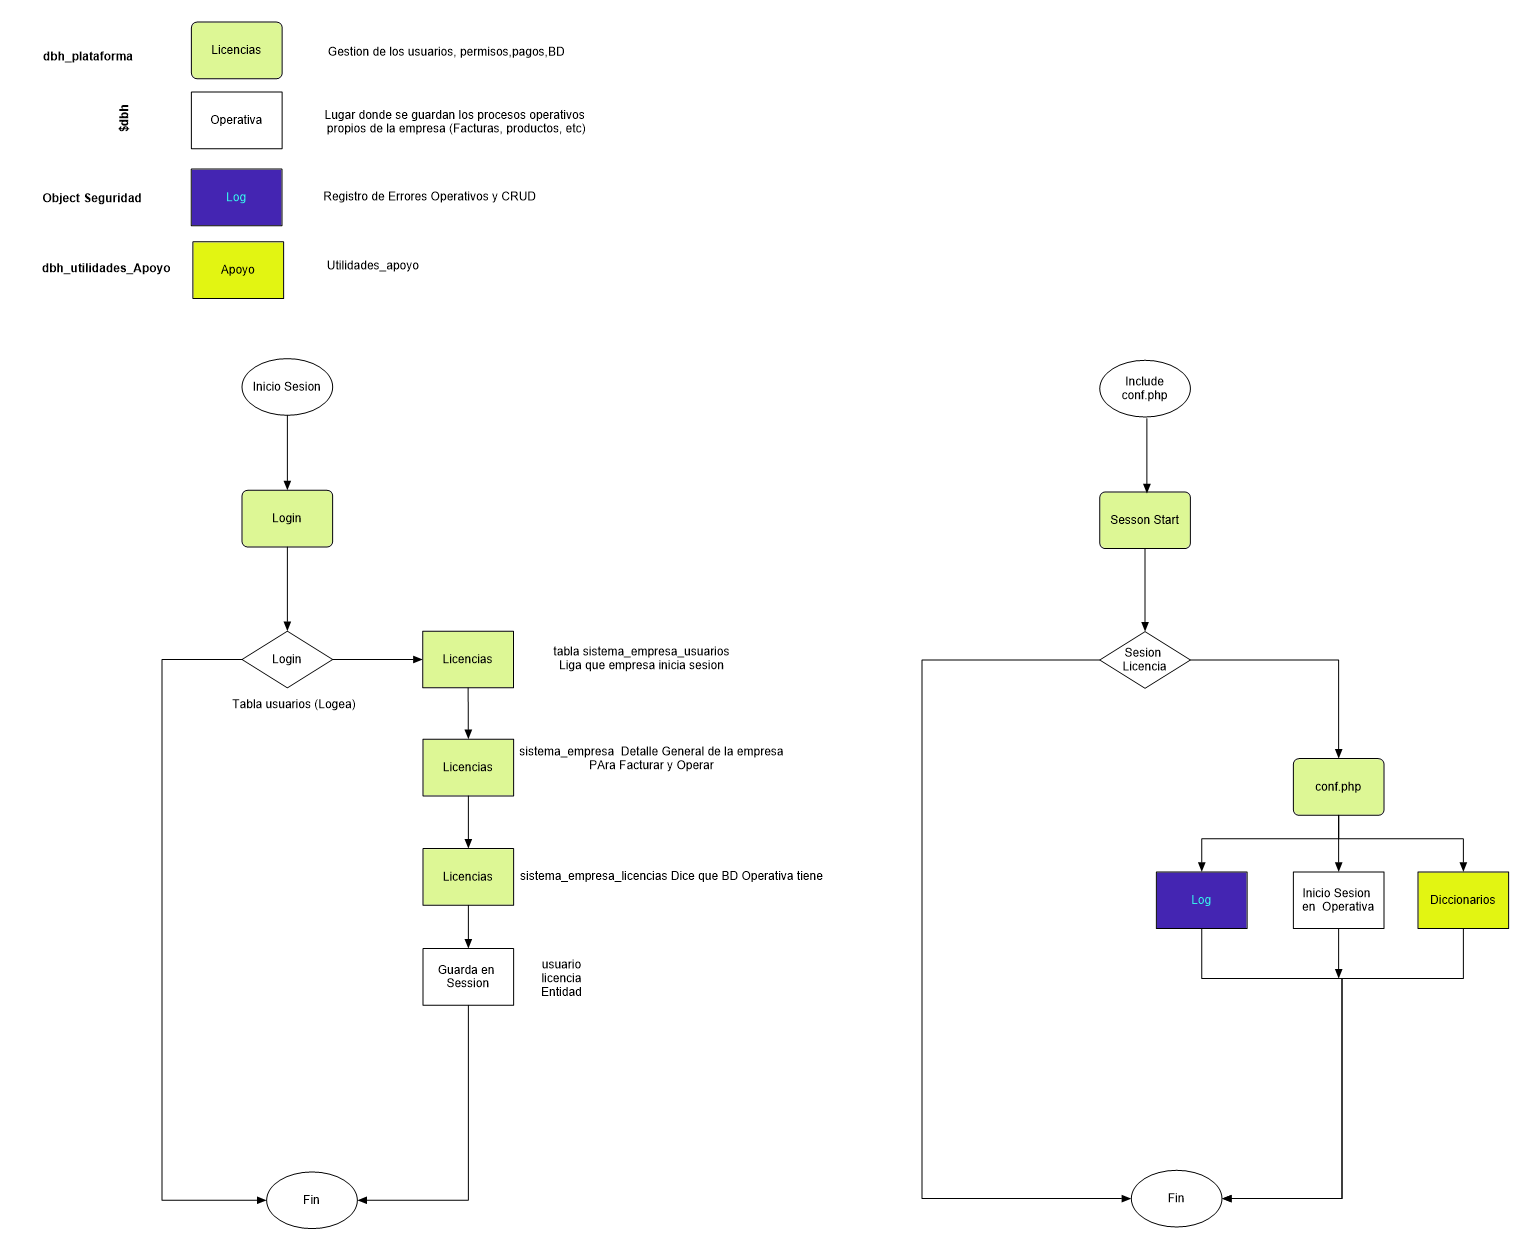 dbh_plataforma
Licencias
Gestion de los usuarios, permisos,pagos,BD
$dbh
Operativa
Lugar donde se guardan los procesos operativos
propios de la empresa (Facturas, productos, etc)
Object Seguridad
Log
Registro de Errores Operativos y CRUD
dbh_utilidades_Apoyo
Apoyo
Utilidades_apoyo
Inicio Sesion
Login
Login
Tabla usuarios (Logea)
Licencias
tabla sistema_empresa_usuarios
Liga que empresa inicia sesion
Licencias
sistema_empresa  Detalle General de la empresa
PAra Facturar y Operar
Licencias
sistema_empresa_licencias Dice que BD Operativa tiene
Guarda en
Session
usuario
licencia
Entidad
Fin
Include
conf.php
Sesson Start
Sesion
Licencia
conf.php
Log
Inicio Sesion
en  Operativa
Diccionarios
Fin